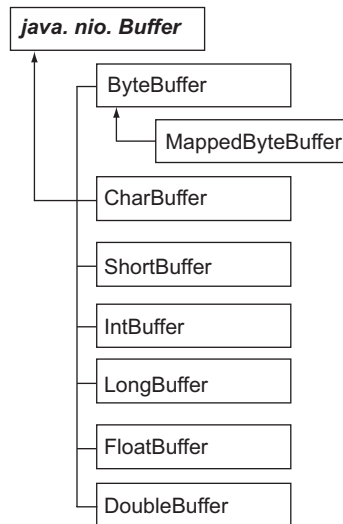 java. nio. Buffer
ByteBuffer
MappedByteBuffer
CharBuffer
ShortBuffer
IntBuffer
LongBuffer
FloatBuffer
DoubleBuffer